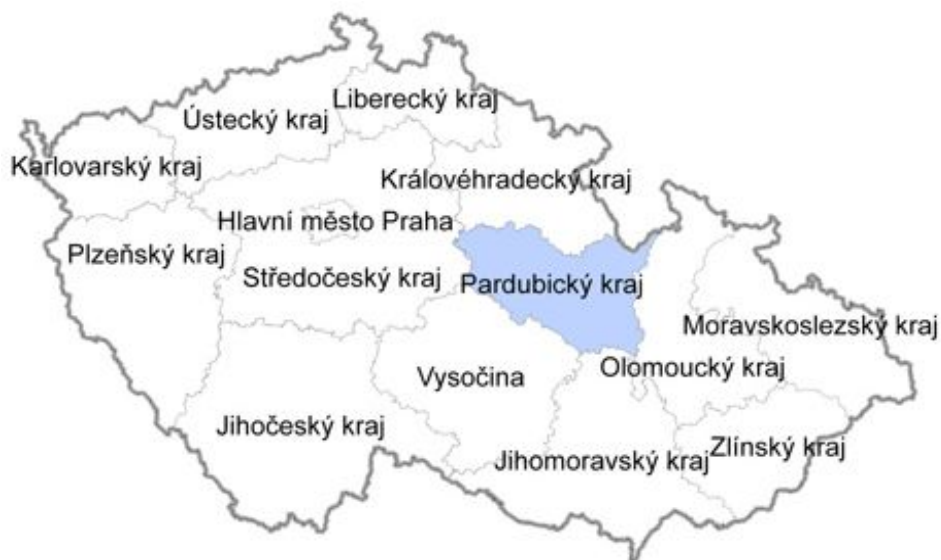 Liberecký kraj
Ústecký kraj
Karlovarský kraj
Královéhradecký kraj
Hlavní město Praha
Plzeňský kraj
Středočeský kraj
Pardubický kraj
Moravskoslezský kraj
Olomoucký kraj
Vysočina
Jihočeský kraj
Zlínský kraj
Jihomoravský kraj